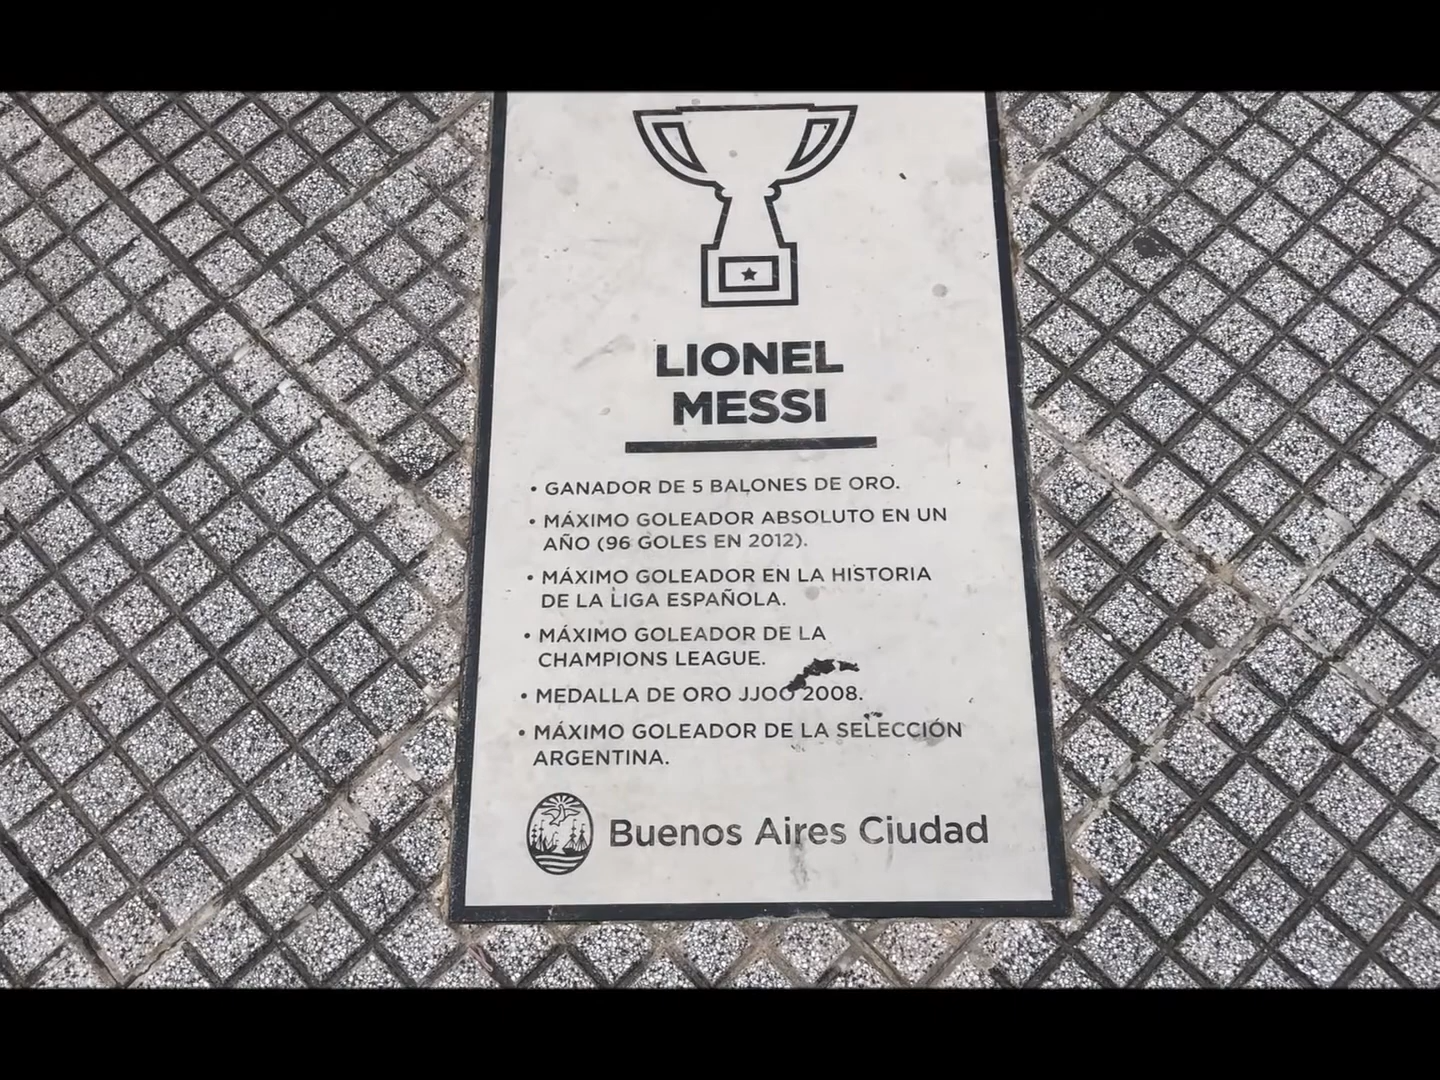 LIONEL
MESSI
• GANADOR DE 5 BALONES DE ORO.
• MÁXIMO GOLEADOR ABSOLUTO EN UN
AÑO (96 GOLES EN 2012).
• MÁXIMO GOLEADOR EN LA HISTORIA
DE LA LIGA ESPAÑOLA.
• MÁXIMO GOLEADOR DE LA
CHAMPIONS LEAGUE.
• MEDALLA DE ORO JJOO 2008.
• MÁXIMO GOLEADOR DE LA SELECCIÓN
ARGENTINA.
Buenos Aires Ciudad